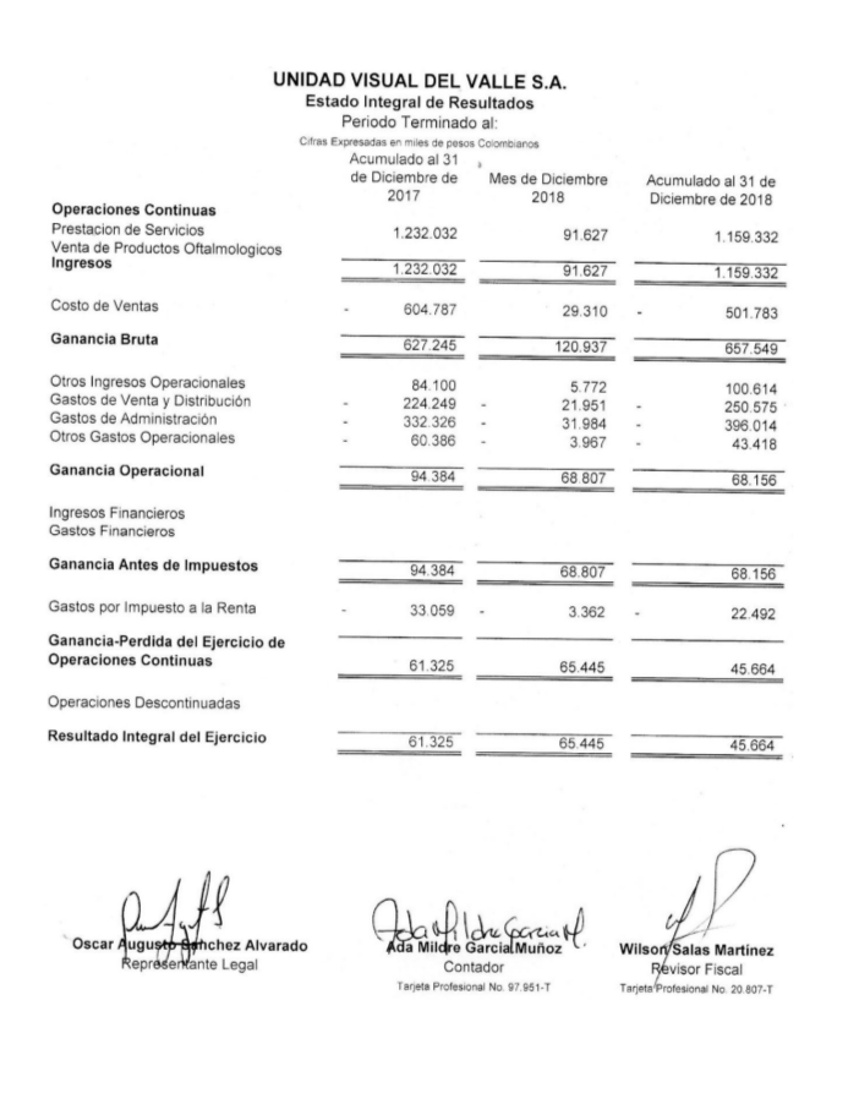 UNIDAD VISUAL DEL VALLE S.A.
Estado Integral de Resultados
Periodo Terminado al:
Cifras Expresadas en miles de pesos Colombianos
Acumulado al 31 de Diciembre de 2017 Mes de Diciembre 2018 Acumulado al 31 de Diciembre de 2018
Operaciones Continuas
Prestacion de Servicios 1.232.032 91.627 1.159.332
Venta de Productos Oftalmologicos
Ingresos 1.232.032 91.627 1.159.332
Costo de Ventas - 604.787 29.310 - 501.783
Ganancia Bruta 627.245 120.937 657.549
Otros Ingresos Operacionales 84.100 5.772 100.614
Gastos de Venta y Distribución - 224.249 - 21.951 - 250.575
Gastos de Administración - 332.326 - 31.984 - 396.014
Otros Gastos Operacionales - 60.386 - 3.967 - 43.418
Ganancia Operacional 94.384 68.807 68.156
Ingresos Financieros
Gastos Financieros
Ganancia Antes de Impuestos 94.384 68.807 68.156
Gastos por Impuesto a la Renta - 33.059 - 3.362 - 22.492
Ganancia-Perdida del Ejercicio de
Operaciones Continuas 61.325 65.445 45.664
Operaciones Descontinuadas
Resultado Integral del Ejercicio 61.325 65.445 45.664
Ada Mildre Garcia M.
Oscar Augusto Sanchez Alvarado Ada Mildre Garcia Muñoz Wilson Salas Martínez
Representante Legal Contador Revisor Fiscal
Tarjeta Profesional No. 97.951-T Tarjeta Profesional No. 20.807-T